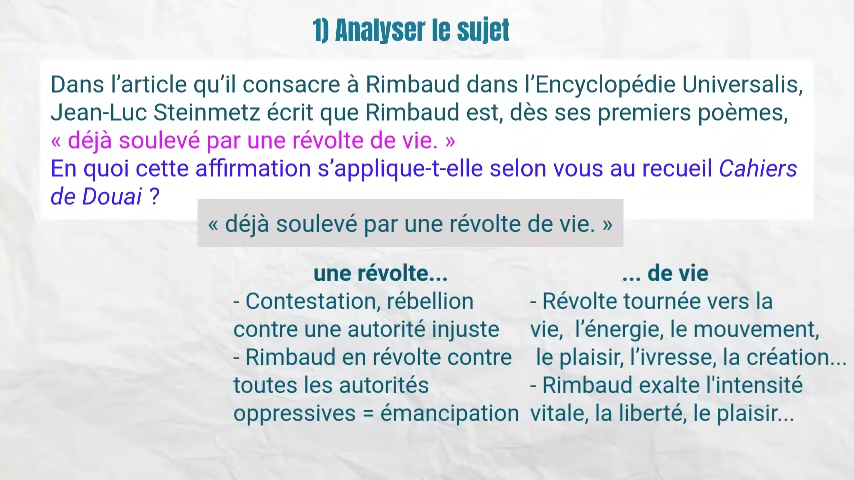 1) Analyser le sujet
Dans l’article qu’il consacre à Rimbaud dans l’Encyclopédie Universalis,
Jean-Luc Steinmetz écrit que Rimbaud est, dès ses premiers poèmes,
« déjà soulevé par une révolte de vie. »
En quoi cette affirmation s’applique-t-elle selon vous au recueil Cahiers
de Douai ?
« déjà soulevé par une révolte de vie. »
une révolte...
- Contestation, rébellion
contre une autorité injuste
- Rimbaud en révolte contre
toutes les autorités
oppressives = émancipation
... de vie
- Révolte tournée vers la
vie, l’énergie, le mouvement,
le plaisir, l’ivresse, la création...
- Rimbaud exalte l'intensité
vitale, la liberté, le plaisir...